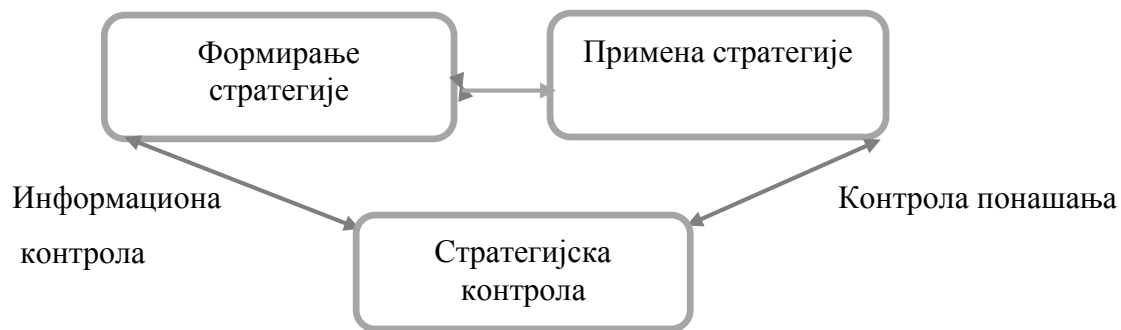 Формирање
стратегије
Примена стратегије
Информациона
контрола
Контрола понашања
Стратегијска
контрола